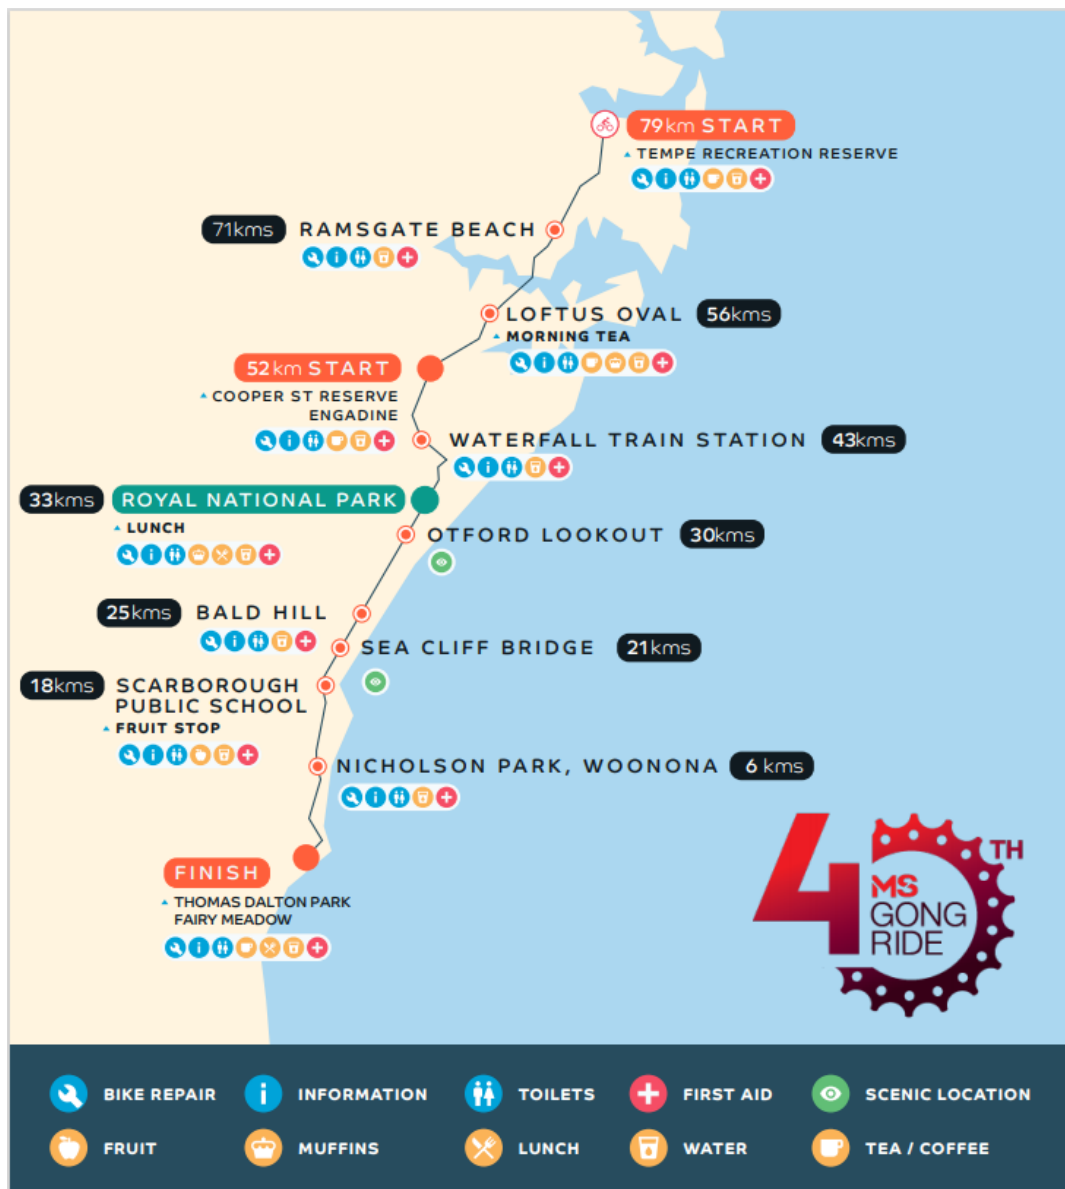 79km START
TEMPE RECREATION RESERVE
71kms RAMSGATE BEACH
LOFTUS OVAL 56kms
MORNING TEA
52km START
COOPER ST RESERVE
ENGADINE
WATERFALL TRAIN STATION 43kms
33kms ROYAL NATIONAL PARK
LUNCH
OTFORD LOOKOUT 30kms
25kms BALD HILL
SEA CLIFF BRIDGE 21kms
18kms SCARBOROUGH
PUBLIC SCHOOL
FRUIT STOP
NICHOLSON PARK, WOONONA 6 kms
FINISH
THOMAS DALTON PARK
FAIRY MEADOW
40TH
MS
GONG
RIDE
BIKE REPAIR INFORMATION TOILETS FIRST AID SCENIC LOCATION
FRUIT MUFFINS LUNCH WATER TEA / COFFEE